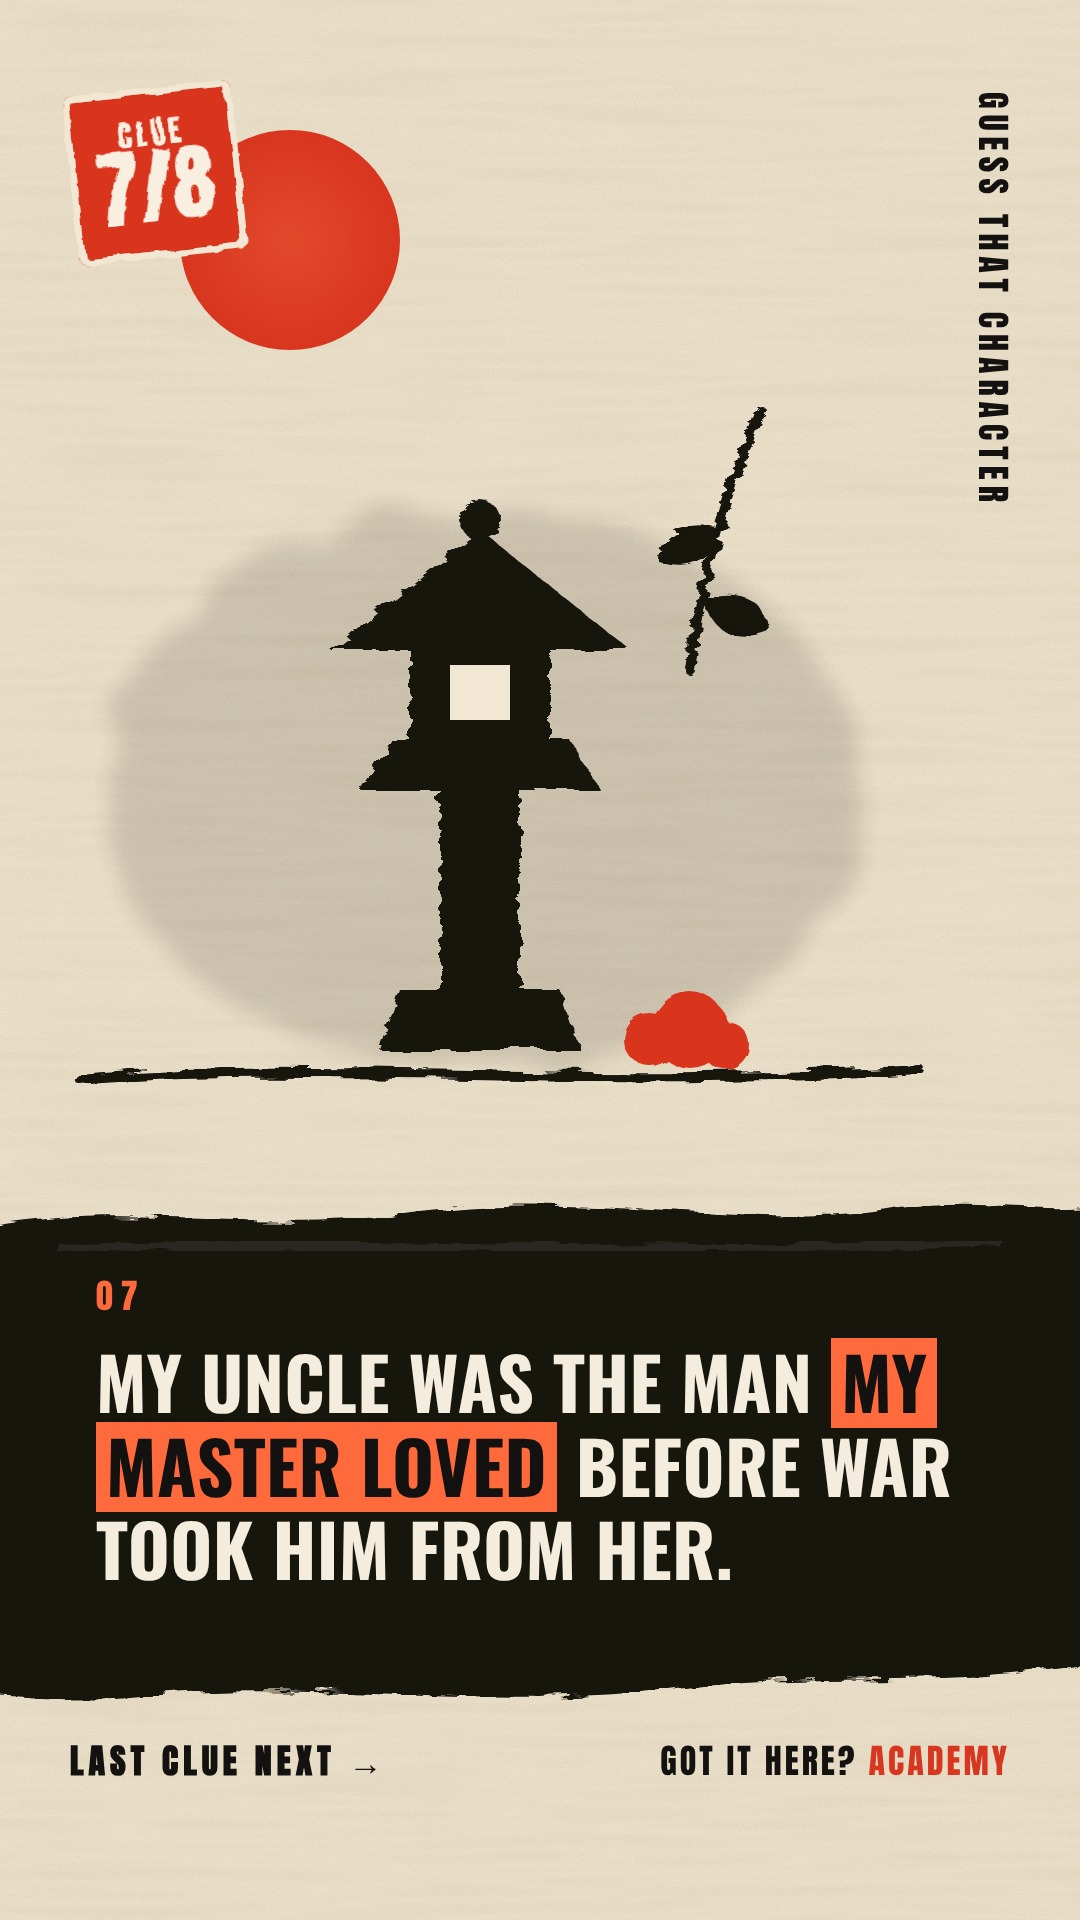 CLUE
7/8
GUESS THAT CHARACTER
07
MY UNCLE WAS THE MAN MY
MASTER LOVED BEFORE WAR
TOOK HIM FROM HER.
LAST CLUE NEXT →
GOT IT HERE? ACADEMY